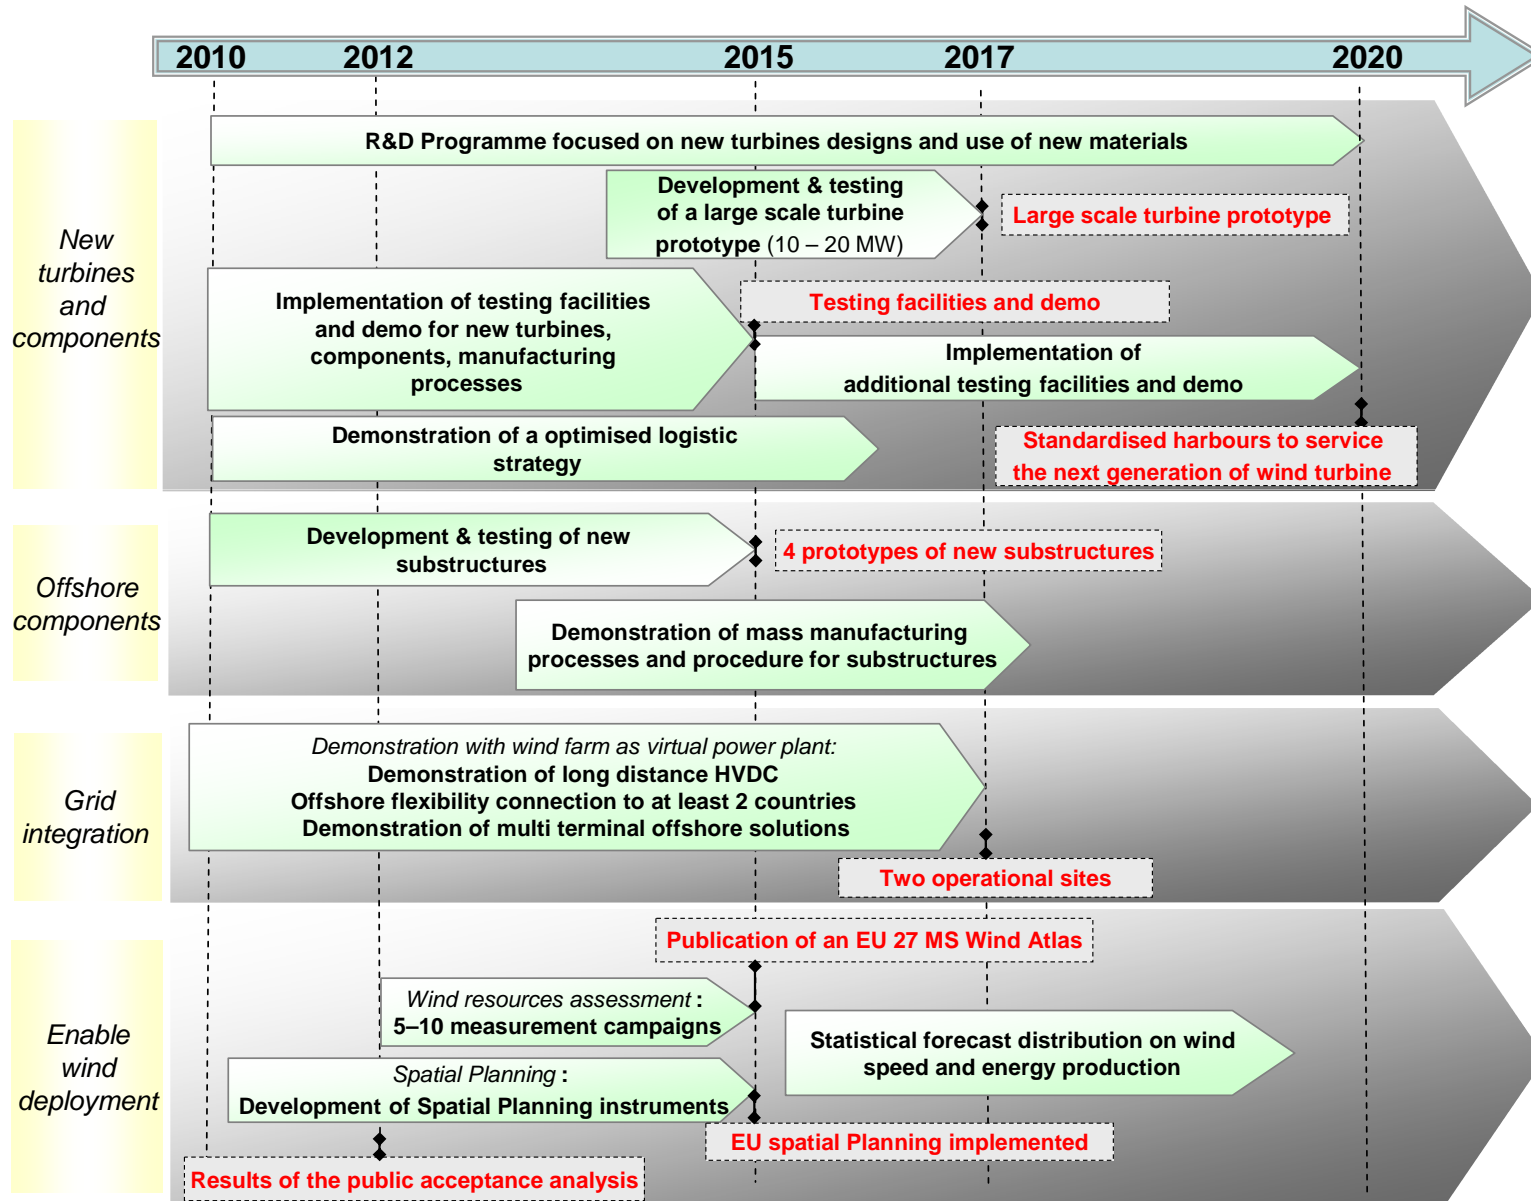 2010 2012 2015 2017 2020
New
turbines
and
components
R&D Programme focused on new turbines designs and use of new materials
Development & testing
of a large scale turbine
prototype (10 – 20 MW)
Large scale turbine prototype
Implementation of testing facilities
and demo for new turbines,
components, manufacturing
processes
Testing facilities and demo
Implementation of
additional testing facilities and demo
Demonstration of a optimised logistic
strategy
Standardised harbours to service
the next generation of wind turbine
Offshore
components
Development & testing of new
substructures
4 prototypes of new substructures
Demonstration of mass manufacturing
processes and procedure for substructures
Grid
integration
Demonstration with wind farm as virtual power plant:
Demonstration of long distance HVDC
Offshore flexibility connection to at least 2 countries
Demonstration of multi terminal offshore solutions
Two operational sites
Enable
wind
deployment
Publication of an EU 27 MS Wind Atlas
Wind resources assessment :
5–10 measurement campaigns
Statistical forecast distribution on wind
speed and energy production
Spatial Planning :
Development of Spatial Planning instruments
EU spatial Planning implemented
Results of the public acceptance analysis